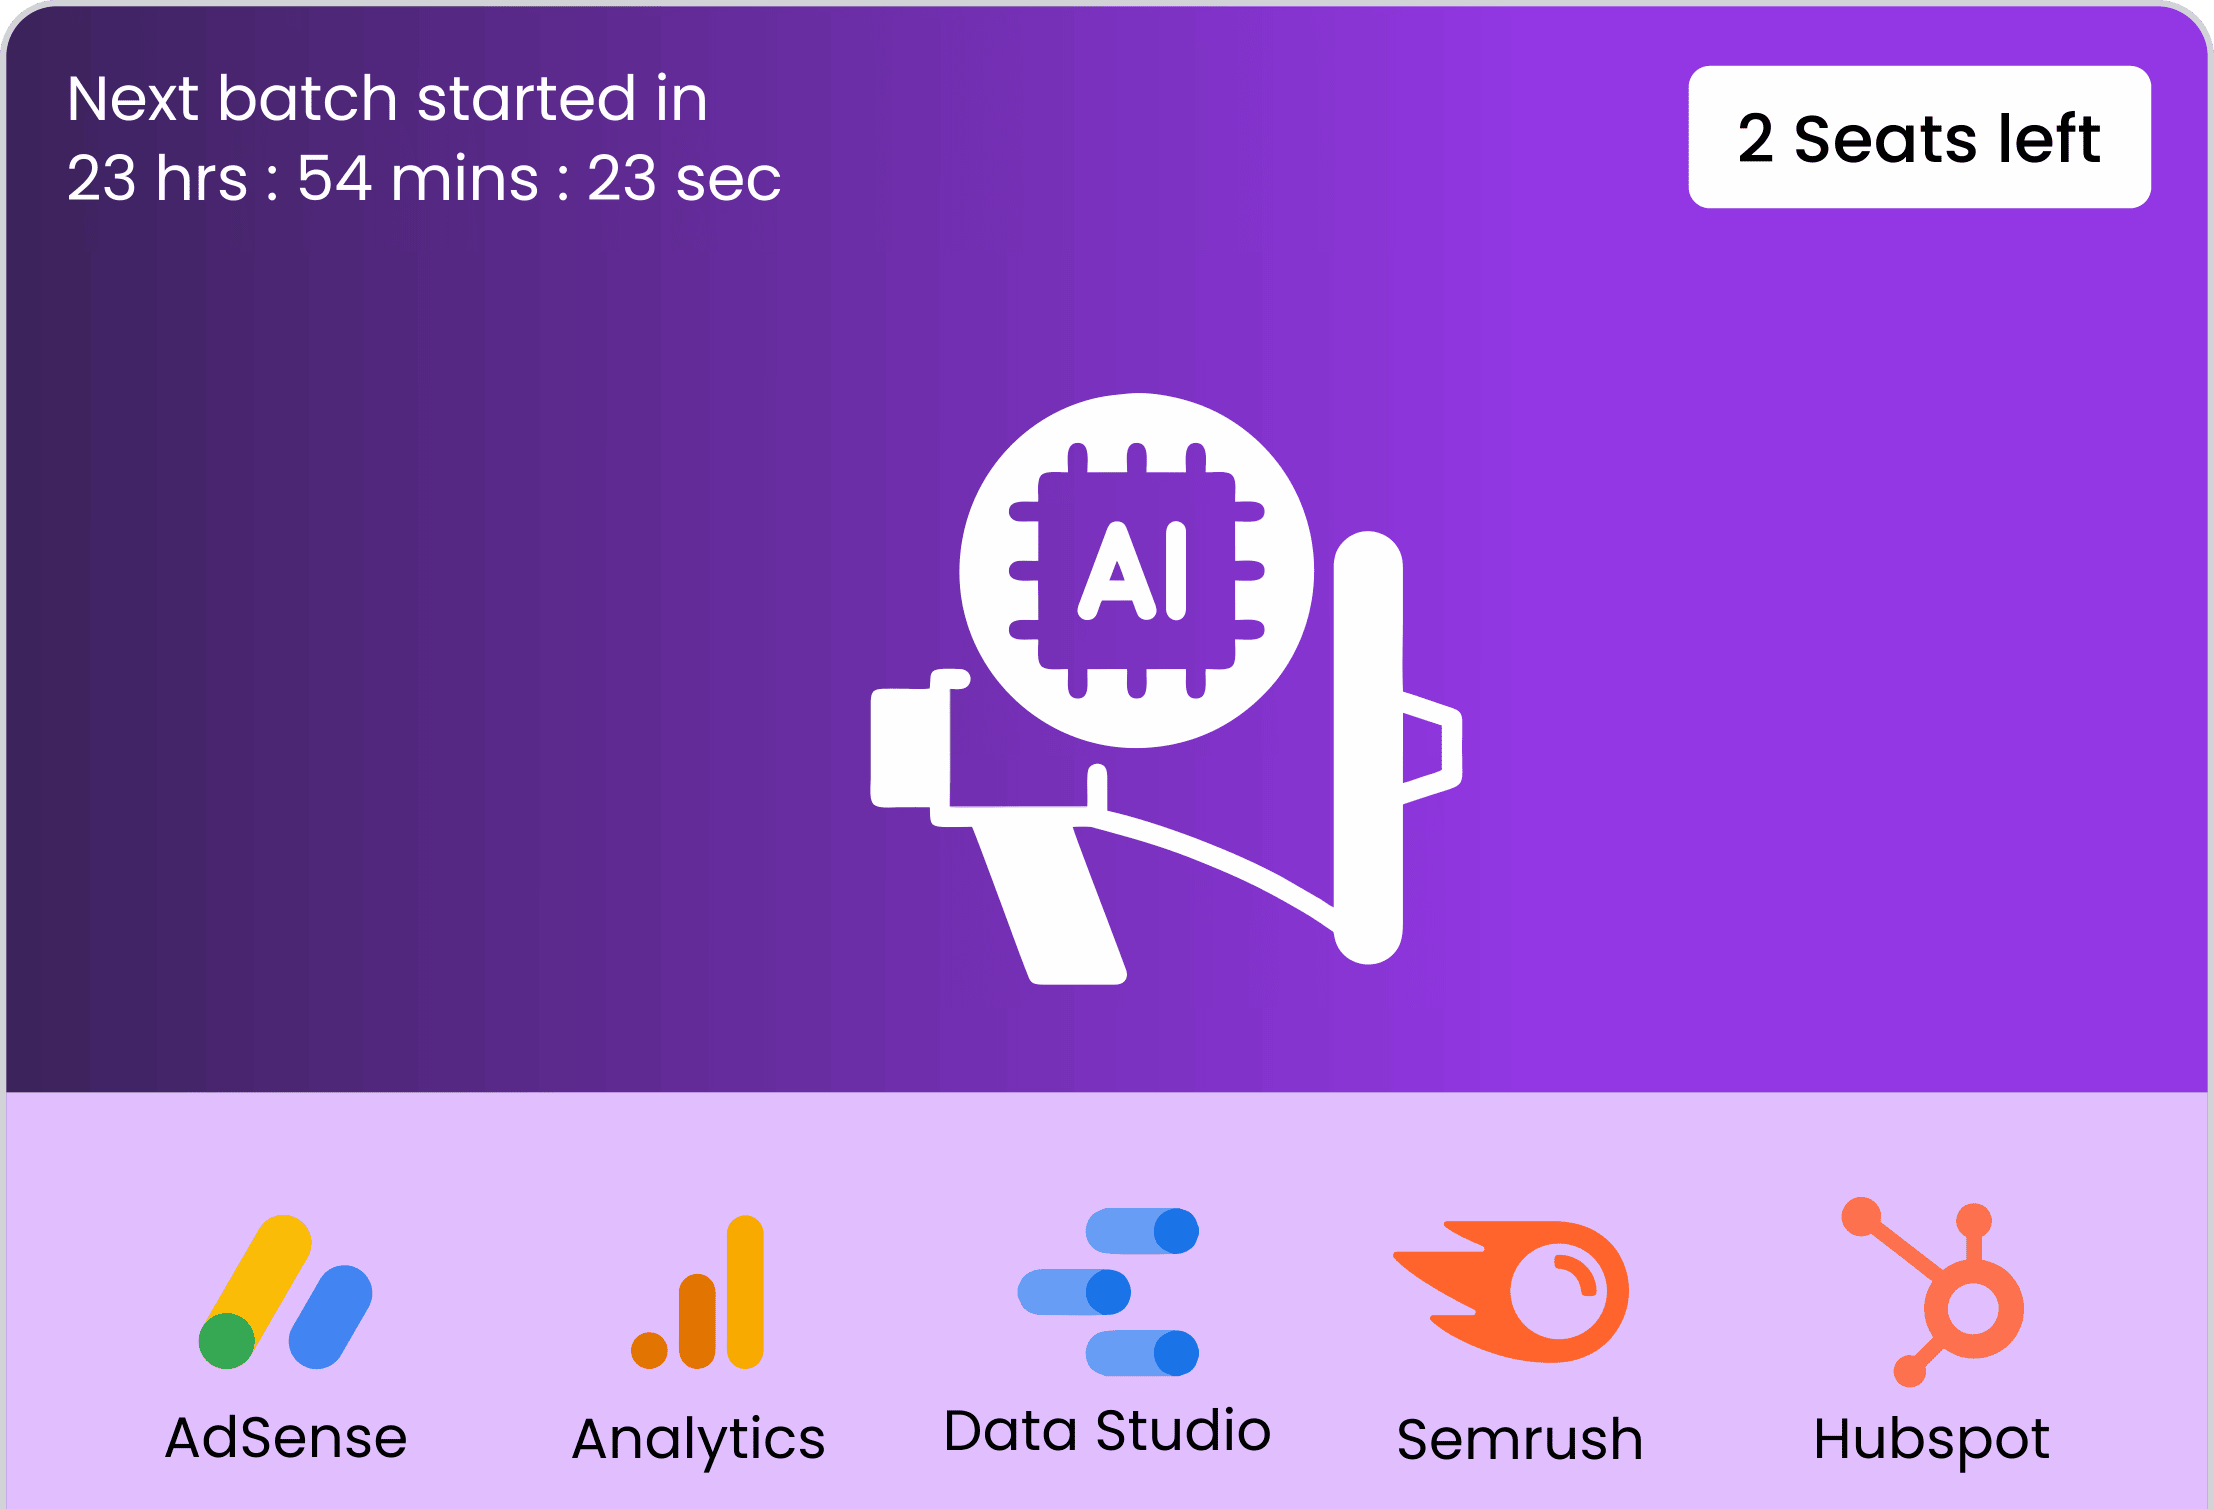 Next batch started in
23 hrs : 54 mins : 23 sec
2 Seats left
AI
AdSense
Analytics
Data Studio
Semrush
Hubspot